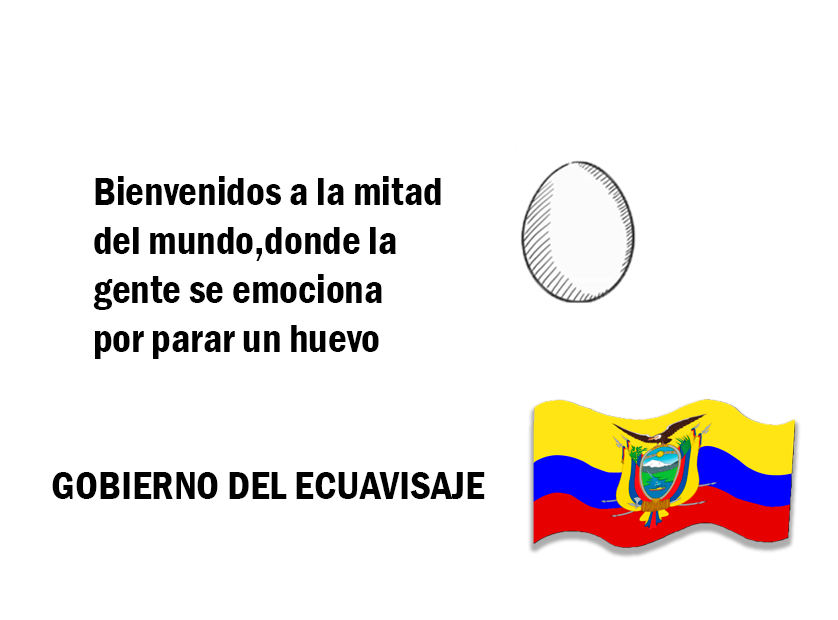 Bienvenidos a la mitad
del mundo,donde la
gente se emociona
por parar un huevo
GOBIERNO DEL ECUAVISAJE